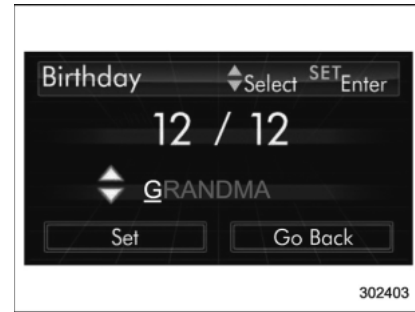 Birthday Select SET Enter
12 / 12
GRANDMA
Set Go Back
302403